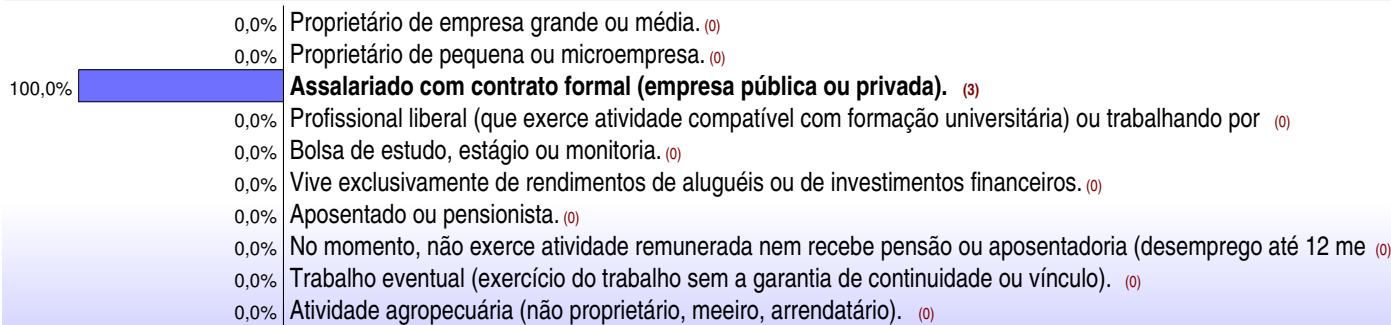 0,0% Proprietário de empresa grande ou média. (0)
0,0% Proprietário de pequena ou microempresa. (0)
100,0% Assalariado com contrato formal (empresa pública ou privada). (3)
0,0% Profissional liberal (que exerce atividade compatível com formação universitária) ou trabalhando por (0)
0,0% Bolsa de estudo, estágio ou monitoria. (0)
0,0% Vive exclusivamente de rendimentos de aluguéis ou de investimentos financeiros. (0)
0,0% Aposentado ou pensionista. (0)
0,0% No momento, não exerce atividade remunerada nem recebe pensão ou aposentadoria (desemprego até 12 me (0)
0,0% Trabalho eventual (exercício do trabalho sem a garantia de continuidade ou vínculo). (0)
0,0% Atividade agropecuária (não proprietário, meeiro, arrendatário). (0)